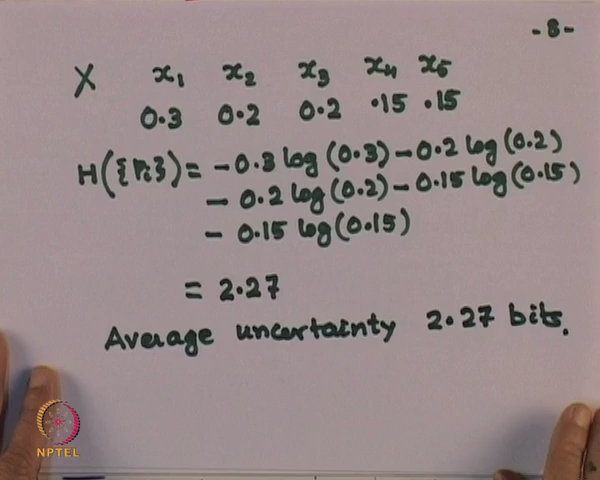 -8-
X x₁ x₂ x₃ x₄ x₅
0.3 0.2 0.2 .15 .15
H({Pi}) = -0.3 log(0.3) - 0.2 log(0.2)
- 0.2 log(0.2) - 0.15 log(0.15)
- 0.15 log(0.15)
= 2.27
Average uncertainty 2.27 bits.
NPTEL